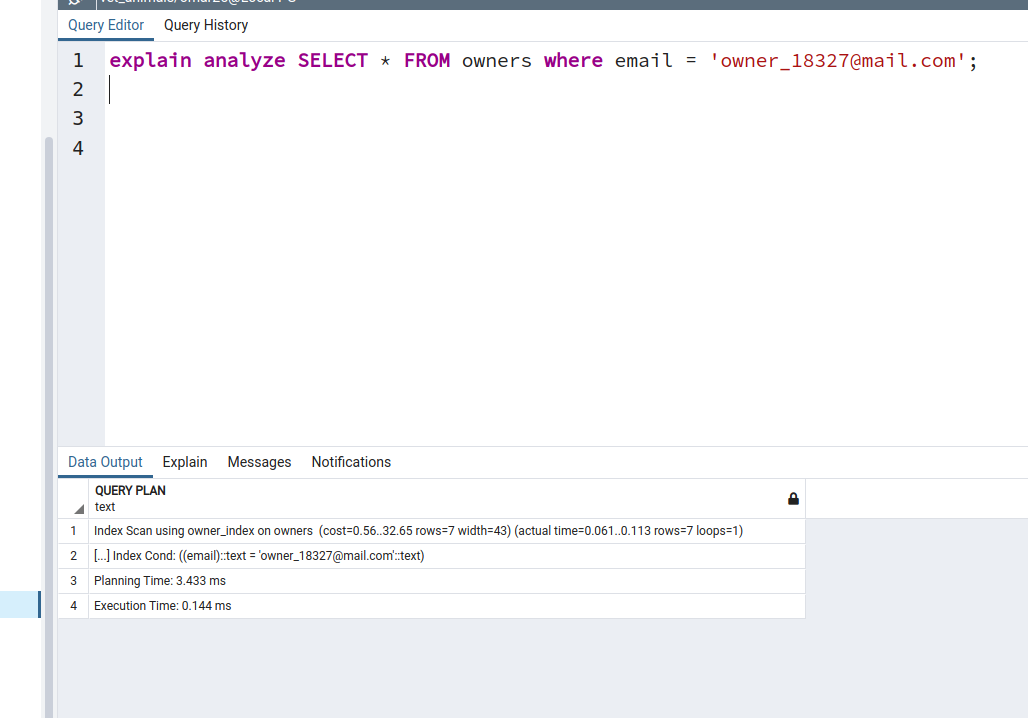 Query Editor Query History
1 explain analyze SELECT * FROM owners where email = 'owner_18327@mail.com';
2
3
4
Data Output Explain Messages Notifications
QUERY PLAN
text
1 Index Scan using owner_index on owners (cost=0.56..32.65 rows=7 width=43) (actual time=0.061..0.113 rows=7 loops=1)
2 [...] Index Cond: ((email)::text = 'owner_18327@mail.com'::text)
3 Planning Time: 3.433 ms
4 Execution Time: 0.144 ms